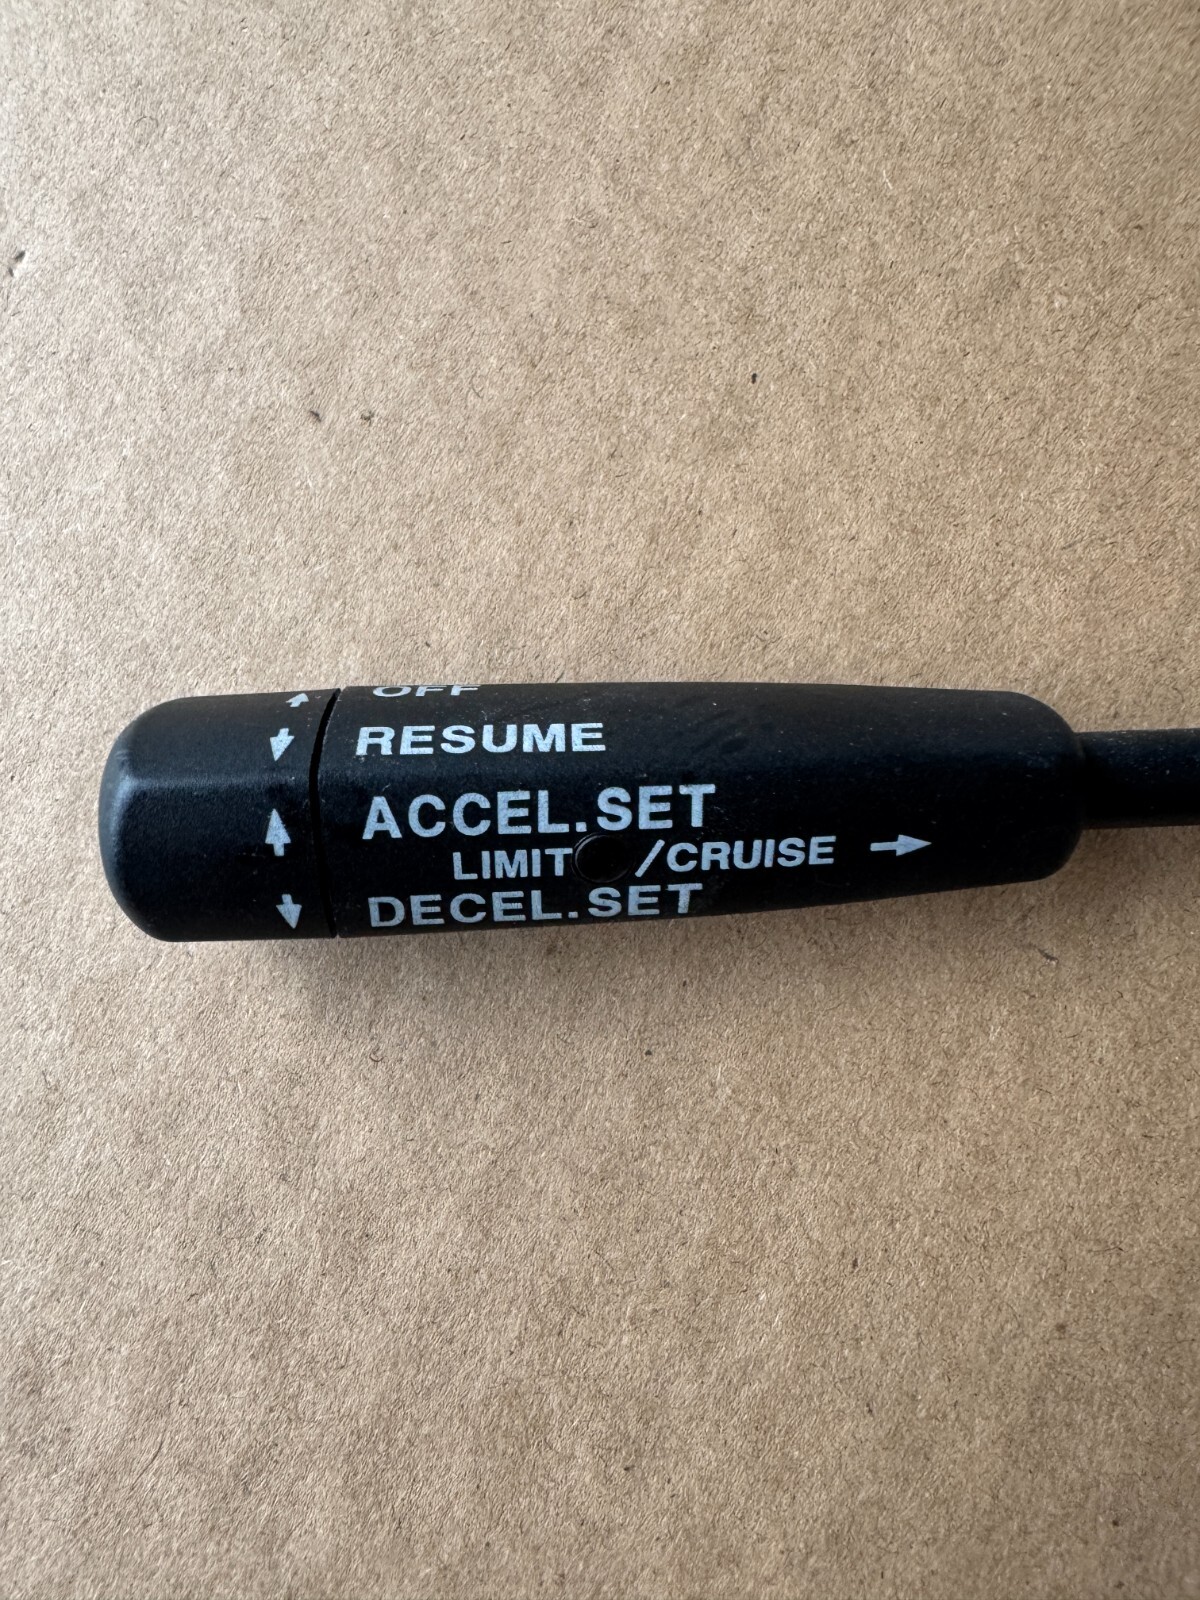 OFF
RESUME
ACCEL.SET
LIMIT /CRUISE →
DECEL.SET